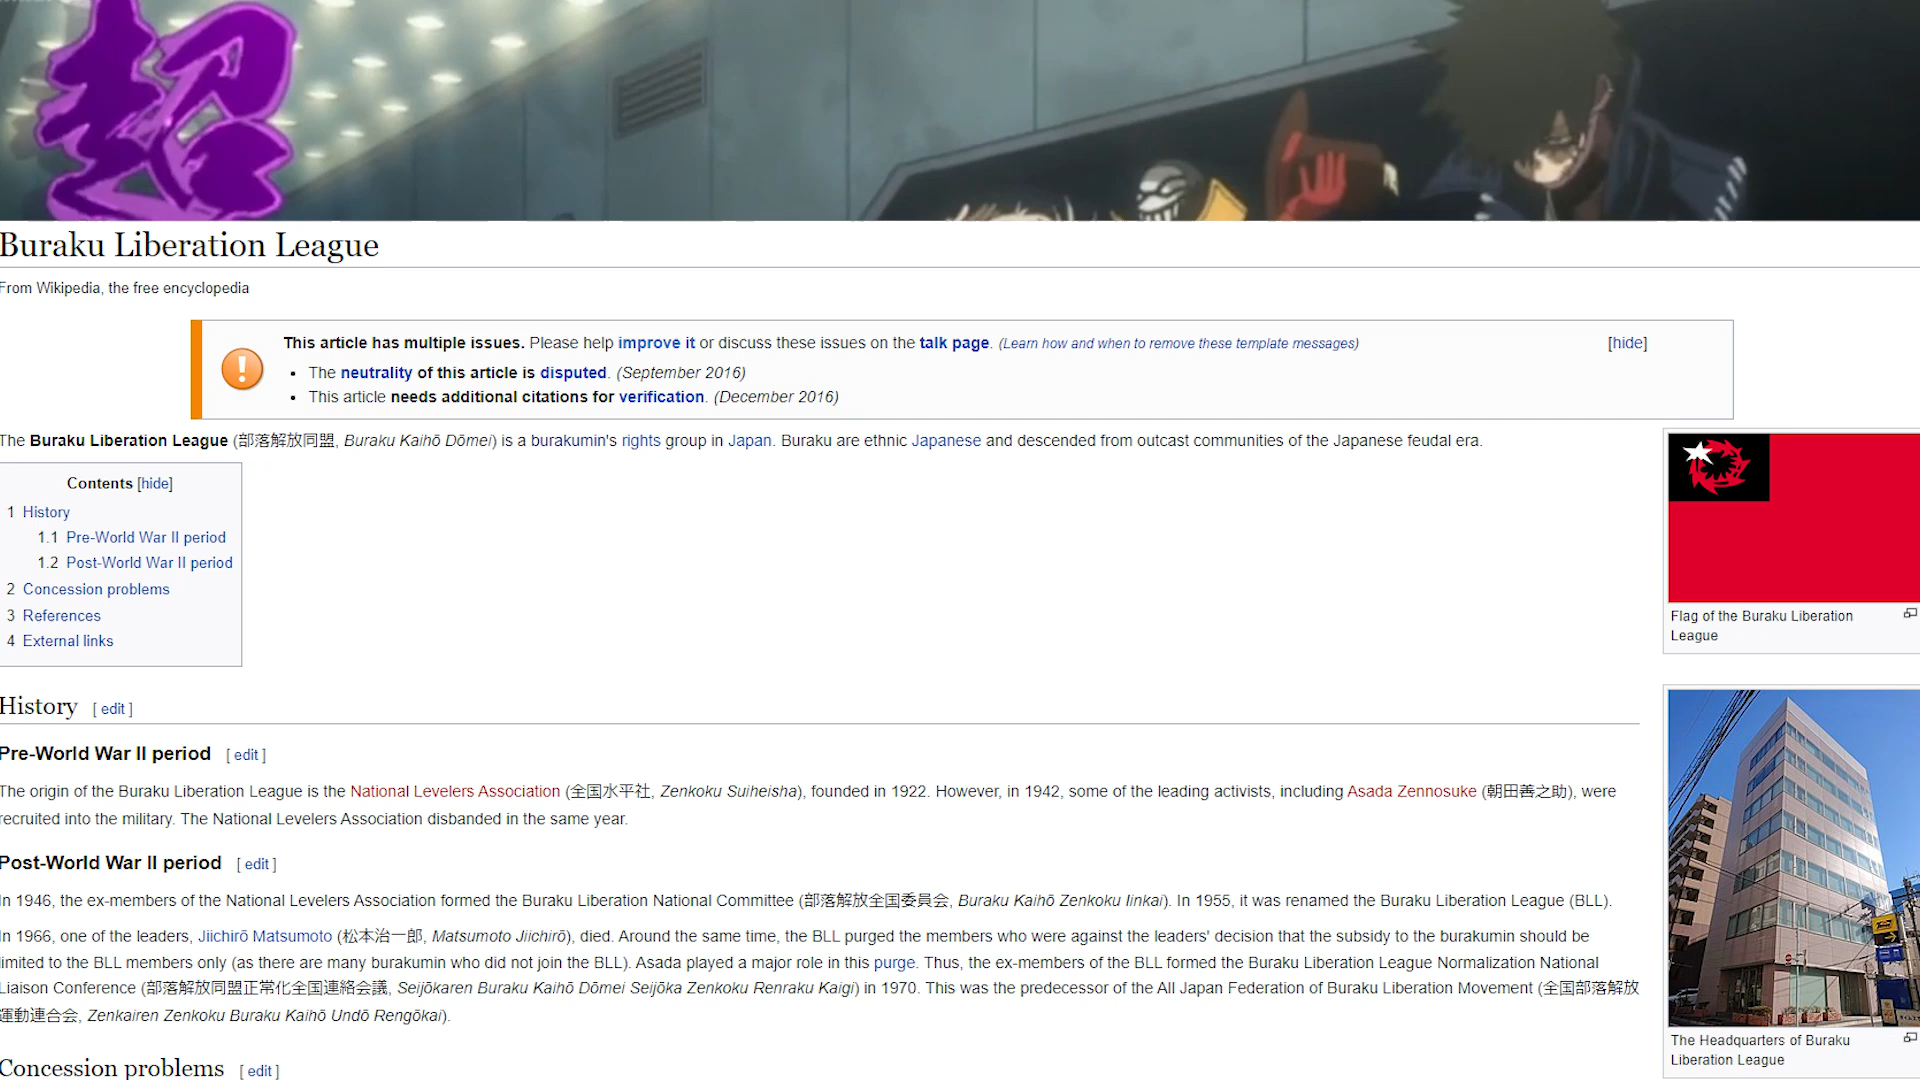 超
Buraku Liberation League
From Wikipedia, the free encyclopedia
This article has multiple issues. Please help improve it or discuss these issues on the talk page. (Learn how and when to remove these template messages) [hide]
• The neutrality of this article is disputed. (September 2016)
• This article needs additional citations for verification. (December 2016)
The Buraku Liberation League (部落解放同盟, Buraku Kaihō Dōmei) is a burakumin's rights group in Japan. Buraku are ethnic Japanese and descended from outcast communities of the Japanese feudal era.
Contents [hide]
1 History
1.1 Pre-World War II period
1.2 Post-World War II period
2 Concession problems
3 References
4 External links
Flag of the Buraku Liberation
League
History [ edit ]
Pre-World War II period [ edit ]
The origin of the Buraku Liberation League is the National Levelers Association (全国水平社, Zenkoku Suiheisha), founded in 1922. However, in 1942, some of the leading activists, including Asada Zennosuke (朝田善之助), were
recruited into the military. The National Levelers Association disbanded in the same year.
Post-World War II period [ edit ]
In 1946, the ex-members of the National Levelers Association formed the Buraku Liberation National Committee (部落解放全国委員会, Buraku Kaihō Zenkoku Iinkai). In 1955, it was renamed the Buraku Liberation League (BLL).
In 1966, one of the leaders, Jiichirō Matsumoto (松本治一郎, Matsumoto Jiichirō), died. Around the same time, the BLL purged the members who were against the leaders' decision that the subsidy to the burakumin should be
limited to the BLL members only (as there are many burakumin who did not join the BLL). Asada played a major role in this purge. Thus, the ex-members of the BLL formed the Buraku Liberation League Normalization National
Liaison Conference (部落解放同盟正常化全国連絡会議, Seijōkaren Buraku Kaihō Dōmei Seijōka Zenkoku Renraku Kaigi) in 1970. This was the predecessor of the All Japan Federation of Buraku Liberation Movement (全国部落解放
運動連合会, Zenkairen Zenkoku Buraku Kaihō Undō Rengōkai).
The Headquarters of Buraku
Liberation League
Concession problems [ edit ]